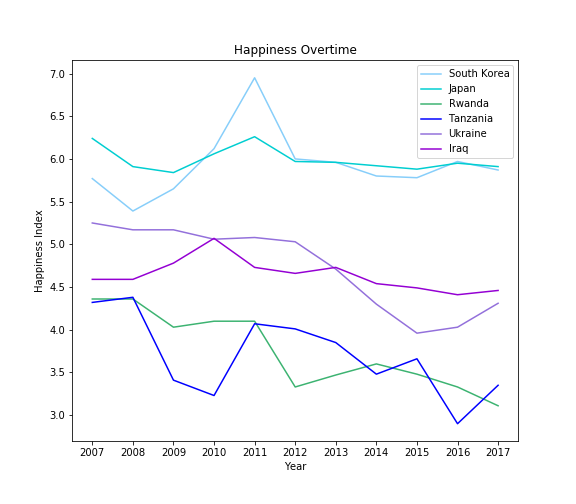 Happiness Overtime
South Korea
Japan
Rwanda
Tanzania
Ukraine
Iraq
Happiness Index
7.0
6.5
6.0
5.5
5.0
4.5
4.0
3.5
3.0
2007 2008 2009 2010 2011 2012 2013 2014 2015 2016 2017
Year